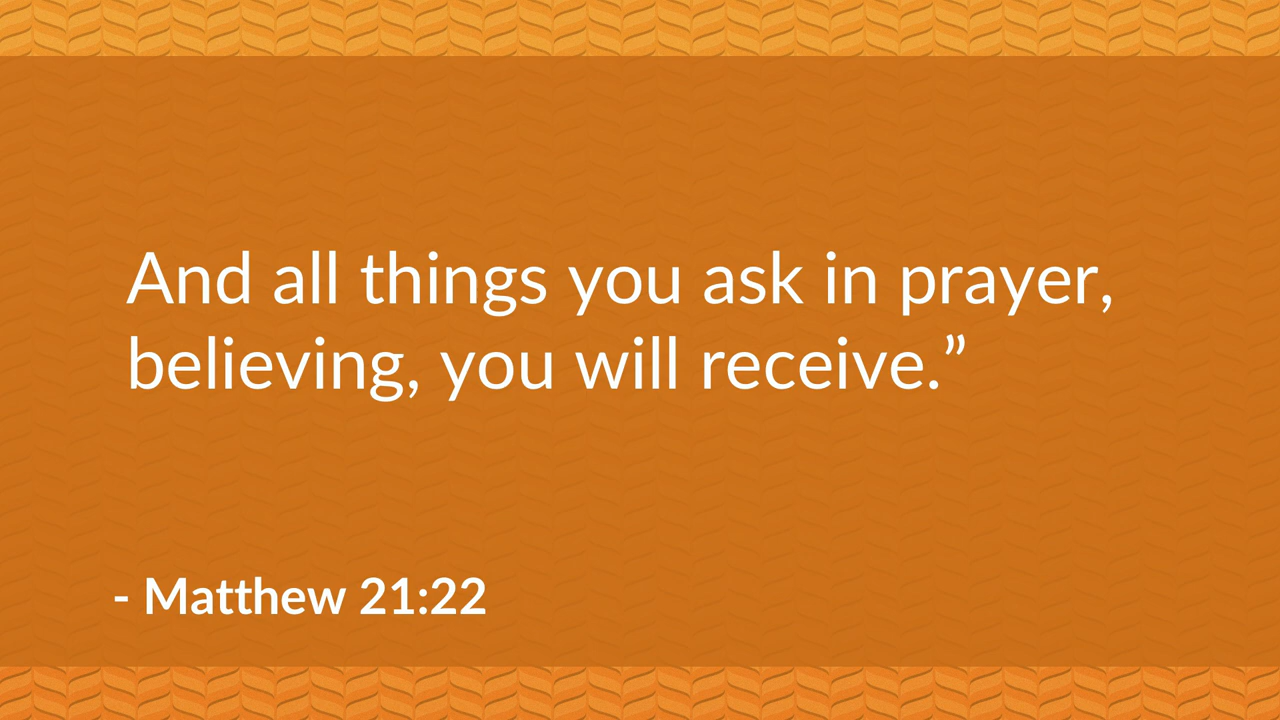 And all things you ask in prayer,
believing, you will receive.”
- Matthew 21:22